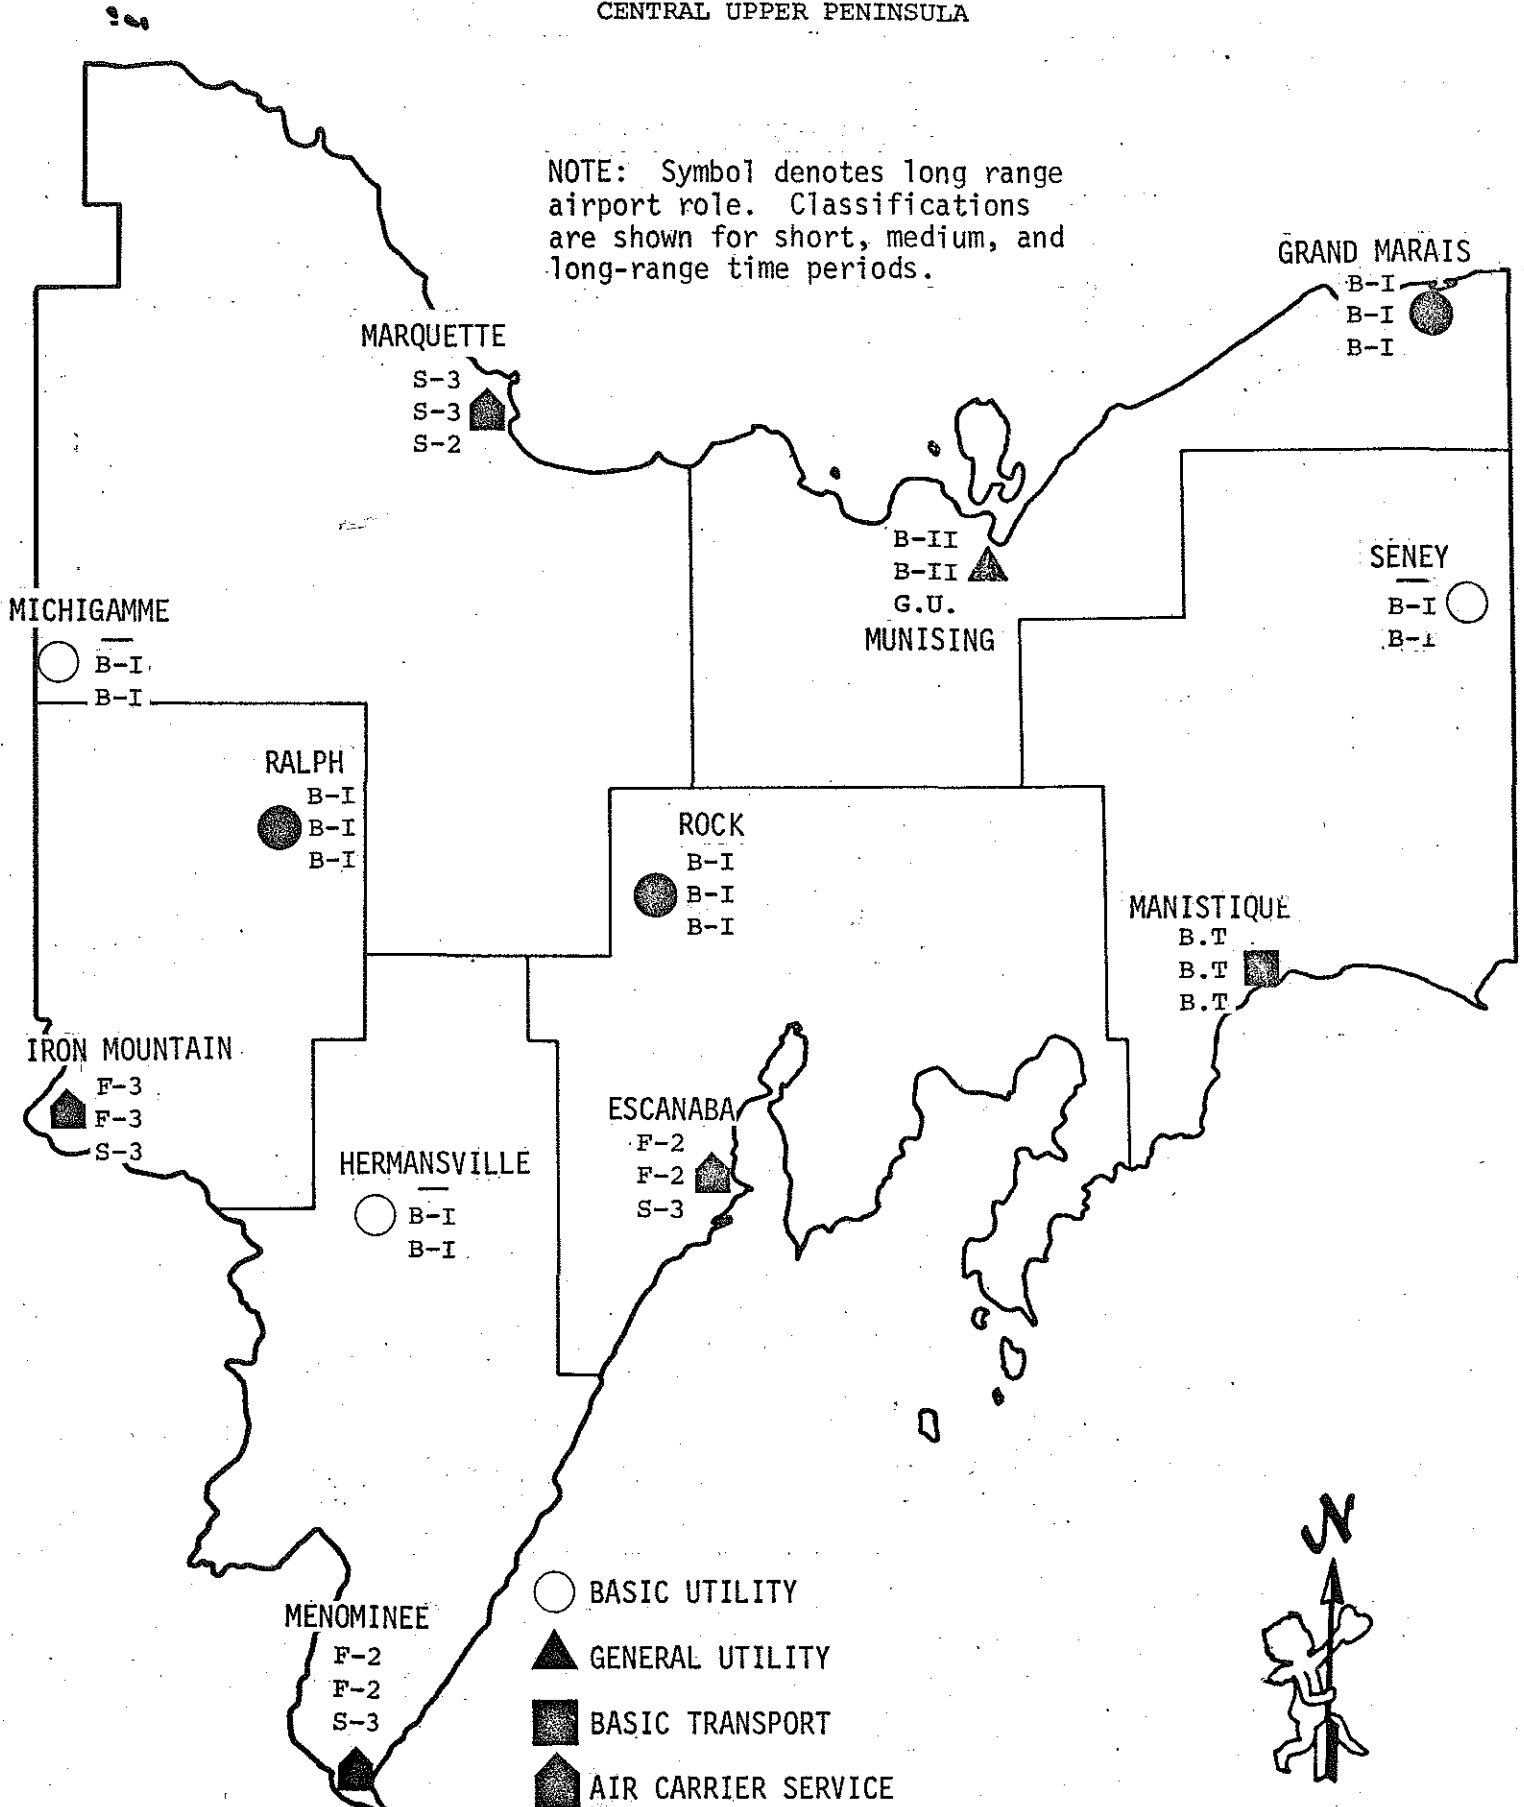 CENTRAL UPPER PENINSULA
NOTE: Symbol denotes long range
airport role. Classifications
are shown for short, medium, and
long-range time periods.
GRAND MARAIS
B-I
B-I
B-I
MARQUETTE
S-3
S-3
S-2
B-II
B-II
G.U.
MUNISING
SENEY
—
B-I
B-I
MICHIGAMME
—
B-I
B-I
RALPH
B-I
B-I
B-I
ROCK
B-I
B-I
B-I
MANISTIQUE
B.T
B.T
B.T
IRON MOUNTAIN
F-3
F-3
S-3
ESCANABA
F-2
F-2
S-3
HERMANSVILLE
—
B-I
B-I
MENOMINEE
F-2
F-2
S-3
BASIC UTILITY
GENERAL UTILITY
BASIC TRANSPORT
AIR CARRIER SERVICE
N